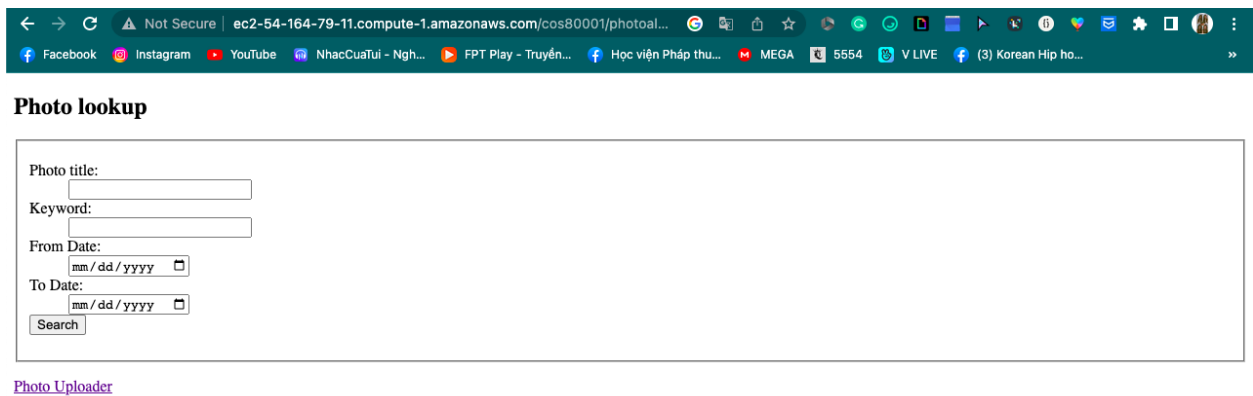 Not Secure ec2-54-164-79-11.compute-1.amazonaws.com/cos80001/photoal...
Facebook Instagram YouTube NhacCuaTui - Ngh... FPT Play - Truyền... Học viện Pháp thu... MEGA 5554 V LIVE (3) Korean Hip ho... »
Photo lookup
Photo title:
Keyword:
From Date:
mm/dd/yyyy
To Date:
mm/dd/yyyy
Search
Photo Uploader